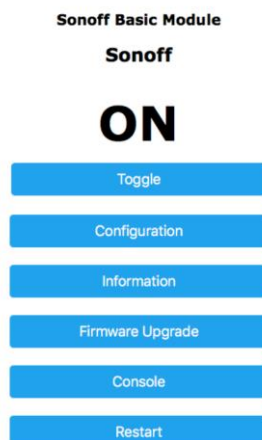 Sonoff Basic Module
Sonoff
ON
Toggle
Configuration
Information
Firmware Upgrade
Console
Restart